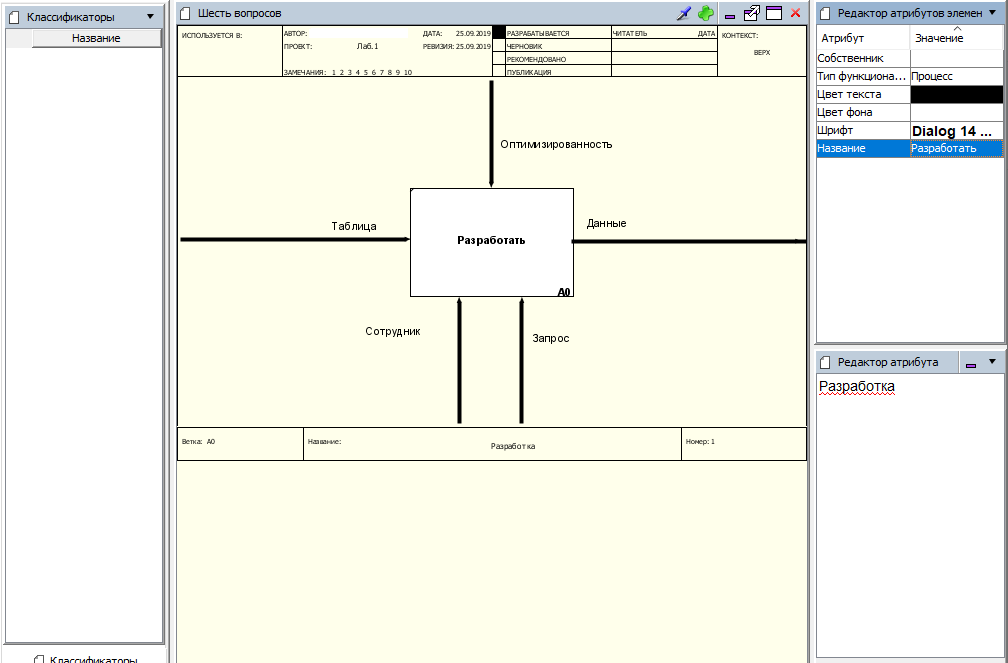 Классификаторы
Название
Классификаторы
Шесть вопросов
ИСПОЛЬЗУЕТСЯ В:
АВТОР:
ПРОЕКТ: Лаб.1
ДАТА: 25.09.2019
РЕВИЗИЯ: 25.09.2019
ЗАМЕЧАНИЯ: 1 2 3 4 5 6 7 8 9 10
РАЗРАБАТЫВАЕТСЯ
ЧЕРНОВИК
РЕКОМЕНДОВАНО
ПУБЛИКАЦИЯ
ЧИТАТЕЛЬ ДАТА
КОНТЕКСТ:
ВЕРХ
Оптимизированность
Таблица
Данные
Разработать
A0
Сотрудник
Запрос
Ветка: A0
Название:
Разработка
Номер: 1
Редактор атрибутов элемен
Атрибут Значение
Собственник
Тип функциона... Процесс
Цвет текста
Цвет фона
Шрифт Dialog 14 ...
Название Разработать
Редактор атрибута
Разработка